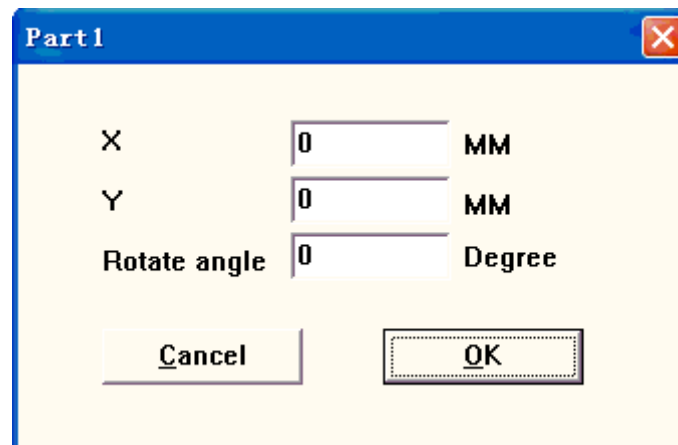 Part1
X 0 MM
Y 0 MM
Rotate angle 0 Degree
Cancel OK